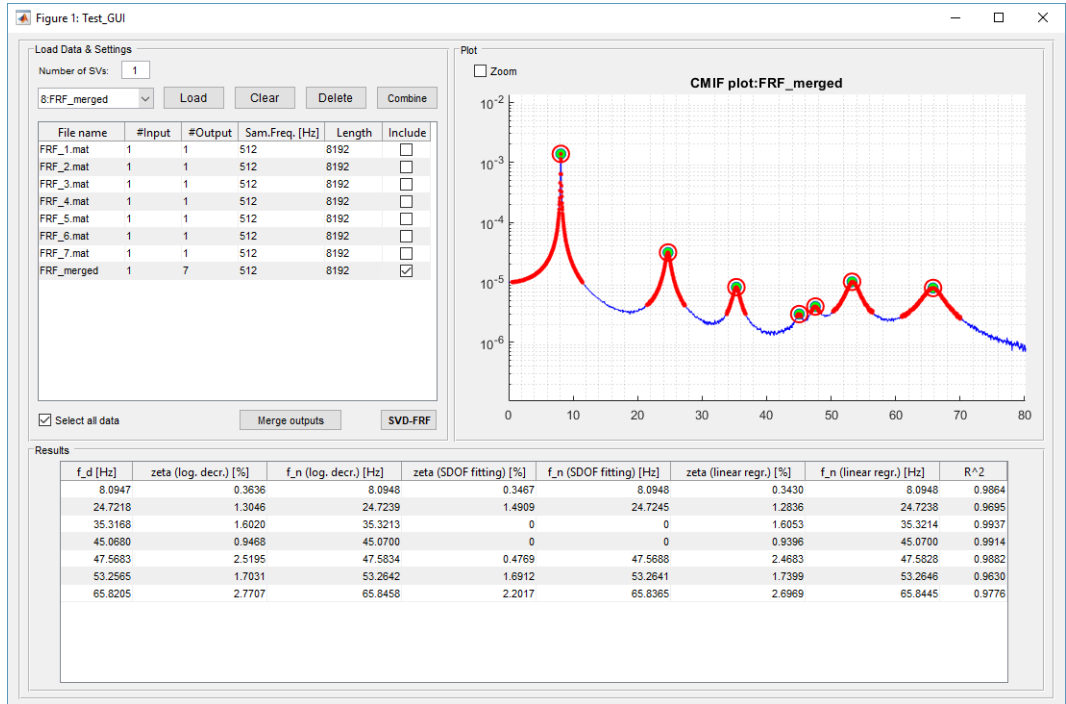 Figure 1: Test_GUI
Load Data & Settings
Number of SVs: 1
8:FRF_merged Load Clear Delete Combine
File name #Input #Output Sam.Freq. [Hz] Length Include
FRF_1.mat 1 1 512 8192
FRF_2.mat 1 1 512 8192
FRF_3.mat 1 1 512 8192
FRF_4.mat 1 1 512 8192
FRF_5.mat 1 1 512 8192
FRF_6.mat 1 1 512 8192
FRF_7.mat 1 1 512 8192
FRF_merged 1 7 512 8192
Select all data Merge outputs SVD-FRF
Plot
Zoom
CMIF plot:FRF_merged
10^-2
10^-3
10^-4
10^-5
10^-6
0 10 20 30 40 50 60 70 80
Results
f_d [Hz] zeta (log. decr.) [%] f_n (log. decr.) [Hz] zeta (SDOF fitting) [%] f_n (SDOF fitting) [Hz] zeta (linear regr.) [%] f_n (linear regr.) [Hz] R^2
8.0947 0.3636 8.0948 0.3467 8.0948 0.3430 8.0948 0.9864
24.7218 1.3046 24.7239 1.4909 24.7245 1.2836 24.7238 0.9695
35.3168 1.6020 35.3213 0 0 1.6053 35.3214 0.9937
45.0680 0.9468 45.0700 0 0 0.9396 45.0700 0.9914
47.5683 2.5195 47.5834 0.4769 47.5688 2.4683 47.5828 0.9882
53.2565 1.7031 53.2642 1.6912 53.2641 1.7399 53.2646 0.9630
65.8205 2.7707 65.8458 2.2017 65.8365 2.6969 65.8445 0.9776